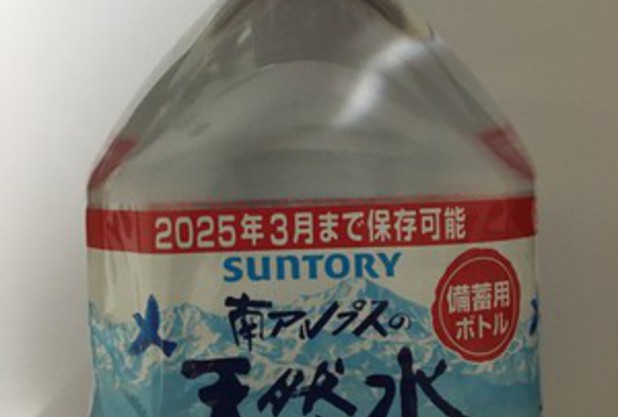 2025年3月まで保存可能
SUNTORY
備蓄用
ボトル
南アルプスの
天然水